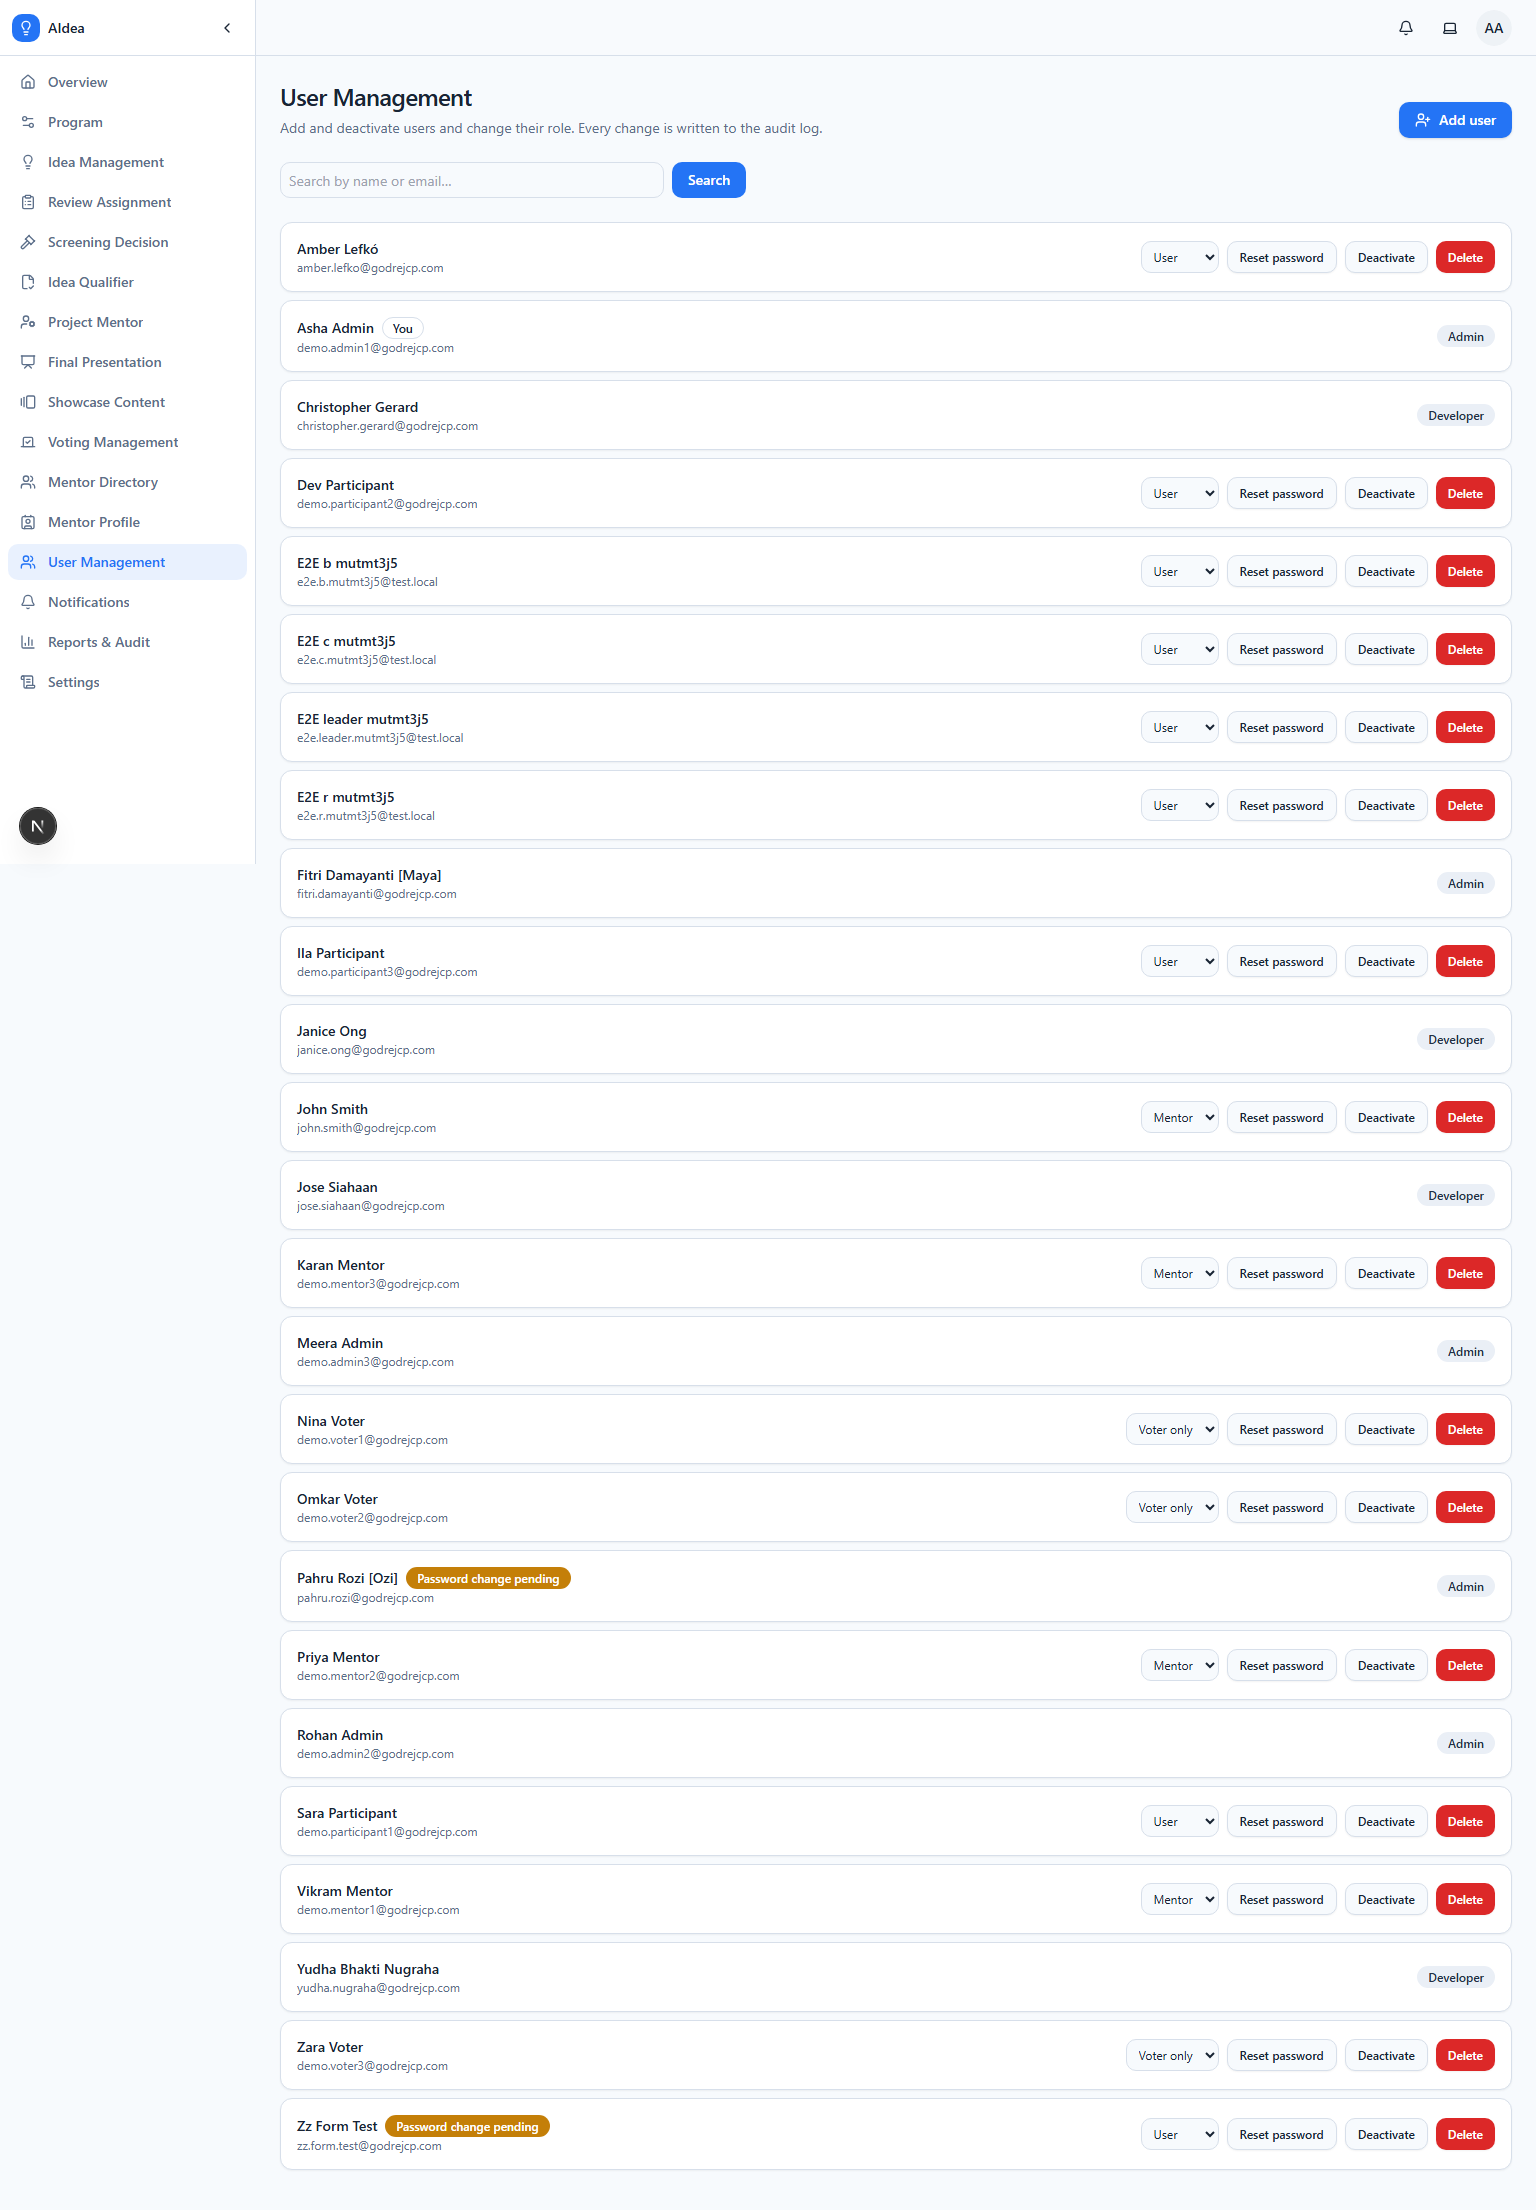 AIdea
AA
Overview
Program
Idea Management
Review Assignment
Screening Decision
Idea Qualifier
Project Mentor
Final Presentation
Showcase Content
Voting Management
Mentor Directory
Mentor Profile
User Management
Notifications
Reports & Audit
Settings
N
User Management
Add and deactivate users and change their role. Every change is written to the audit log.
Add user
Search by name or email...
Search
Amber Lefkó
amber.lefko@godrejcp.com
User Reset password Deactivate Delete
Asha Admin You
demo.admin1@godrejcp.com
Admin
Christopher Gerard
christopher.gerard@godrejcp.com
Developer
Dev Participant
demo.participant2@godrejcp.com
User Reset password Deactivate Delete
E2E b mutmt3j5
e2e.b.mutmt3j5@test.local
User Reset password Deactivate Delete
E2E c mutmt3j5
e2e.c.mutmt3j5@test.local
User Reset password Deactivate Delete
E2E leader mutmt3j5
e2e.leader.mutmt3j5@test.local
User Reset password Deactivate Delete
E2E r mutmt3j5
e2e.r.mutmt3j5@test.local
User Reset password Deactivate Delete
Fitri Damayanti [Maya]
fitri.damayanti@godrejcp.com
Admin
Ila Participant
demo.participant3@godrejcp.com
User Reset password Deactivate Delete
Janice Ong
janice.ong@godrejcp.com
Developer
John Smith
john.smith@godrejcp.com
Mentor Reset password Deactivate Delete
Jose Siahaan
jose.siahaan@godrejcp.com
Developer
Karan Mentor
demo.mentor3@godrejcp.com
Mentor Reset password Deactivate Delete
Meera Admin
demo.admin3@godrejcp.com
Admin
Nina Voter
demo.voter1@godrejcp.com
Voter only Reset password Deactivate Delete
Omkar Voter
demo.voter2@godrejcp.com
Voter only Reset password Deactivate Delete
Pahru Rozi [Ozi] Password change pending
pahru.rozi@godrejcp.com
Admin
Priya Mentor
demo.mentor2@godrejcp.com
Mentor Reset password Deactivate Delete
Rohan Admin
demo.admin2@godrejcp.com
Admin
Sara Participant
demo.participant1@godrejcp.com
User Reset password Deactivate Delete
Vikram Mentor
demo.mentor1@godrejcp.com
Mentor Reset password Deactivate Delete
Yudha Bhakti Nugraha
yudha.nugraha@godrejcp.com
Developer
Zara Voter
demo.voter3@godrejcp.com
Voter only Reset password Deactivate Delete
Zz Form Test Password change pending
zz.form.test@godrejcp.com
User Reset password Deactivate Delete